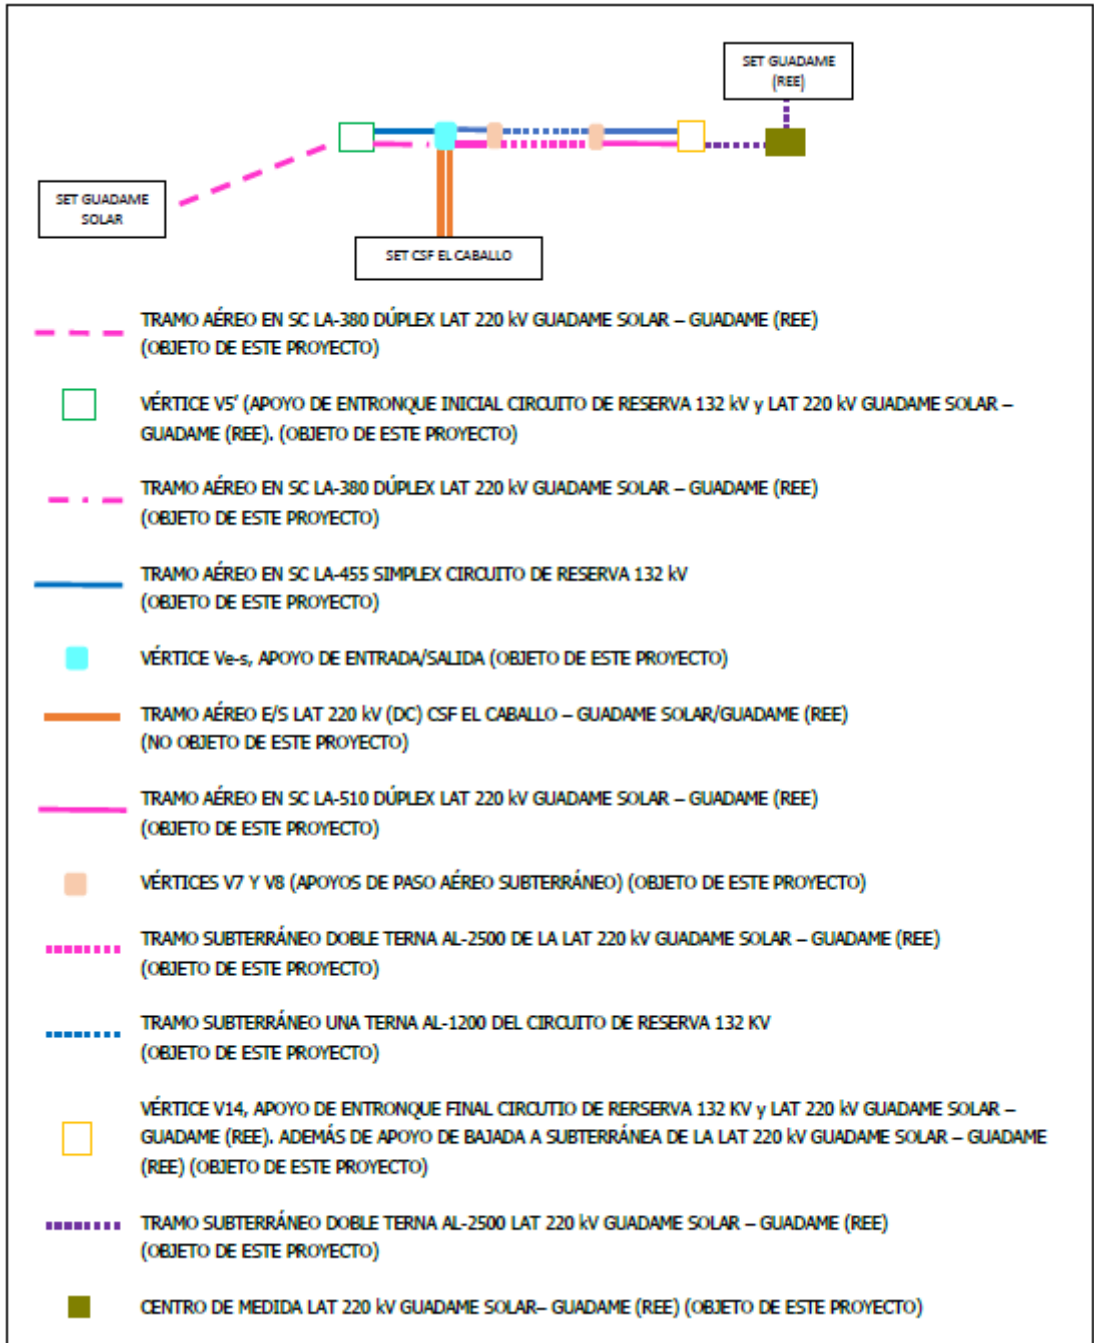 SET GUADAME
(REE)
SET GUADAME
SOLAR
SET CSF EL CABALLO
TRAMO AÉREO EN SC LA-380 DÚPLEX LAT 220 kV GUADAME SOLAR – GUADAME (REE)
(OBJETO DE ESTE PROYECTO)
VÉRTICE V5' (APOYO DE ENTRONQUE INICIAL CIRCUITO DE RESERVA 132 kV y LAT 220 kV GUADAME SOLAR –
GUADAME (REE). (OBJETO DE ESTE PROYECTO)
TRAMO AÉREO EN SC LA-380 DÚPLEX LAT 220 kV GUADAME SOLAR – GUADAME (REE)
(OBJETO DE ESTE PROYECTO)
TRAMO AÉREO EN SC LA-455 SIMPLEX CIRCUITO DE RESERVA 132 kV
(OBJETO DE ESTE PROYECTO)
VÉRTICE Ve-s, APOYO DE ENTRADA/SALIDA (OBJETO DE ESTE PROYECTO)
TRAMO AÉREO E/S LAT 220 kV (DC) CSF EL CABALLO – GUADAME SOLAR/GUADAME (REE)
(NO OBJETO DE ESTE PROYECTO)
TRAMO AÉREO EN SC LA-510 DÚPLEX LAT 220 kV GUADAME SOLAR – GUADAME (REE)
(OBJETO DE ESTE PROYECTO)
VÉRTICES V7 Y V8 (APOYOS DE PASO AÉREO SUBTERRÁNEO) (OBJETO DE ESTE PROYECTO)
TRAMO SUBTERRÁNEO DOBLE TERNA AL-2500 DE LA LAT 220 kV GUADAME SOLAR – GUADAME (REE)
(OBJETO DE ESTE PROYECTO)
TRAMO SUBTERRÁNEO UNA TERNA AL-1200 DEL CIRCUITO DE RESERVA 132 KV
(OBJETO DE ESTE PROYECTO)
VÉRTICE V14, APOYO DE ENTRONQUE FINAL CIRCUTIO DE RERSERVA 132 KV y LAT 220 kV GUADAME SOLAR –
GUADAME (REE). ADEMÁS DE APOYO DE BAJADA A SUBTERRÁNEA DE LA LAT 220 kV GUADAME SOLAR – GUADAME
(REE) (OBJETO DE ESTE PROYECTO)
TRAMO SUBTERRÁNEO DOBLE TERNA AL-2500 LAT 220 kV GUADAME SOLAR – GUADAME (REE)
(OBJETO DE ESTE PROYECTO)
CENTRO DE MEDIDA LAT 220 kV GUADAME SOLAR– GUADAME (REE) (OBJETO DE ESTE PROYECTO)